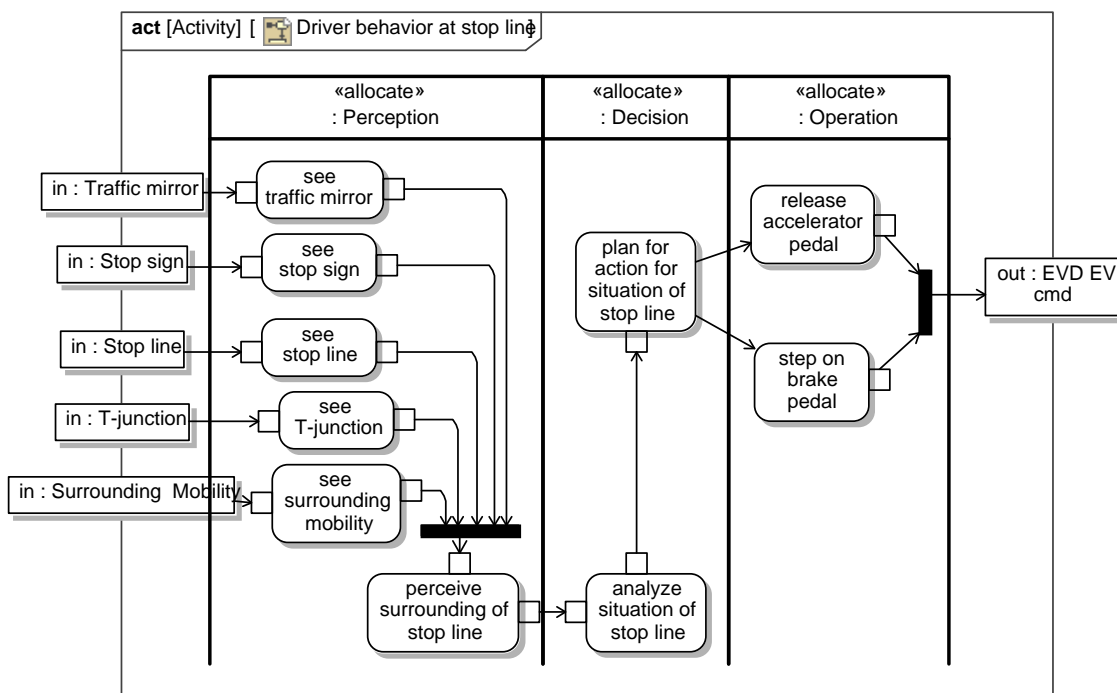 act [Activity] [ Driver behavior at stop line ]
«allocate»
: Perception
«allocate»
: Decision
«allocate»
: Operation
in : Traffic mirror
see
traffic mirror
in : Stop sign
see
stop sign
in : Stop line
see
stop line
in : T-junction
see
T-junction
in : Surrounding Mobility
see
surrounding
mobility
perceive
surrounding of
stop line
analyze
situation of
stop line
plan for
action for
situation of
stop line
release
accelerator
pedal
step on
brake
pedal
out : EVD EV
cmd